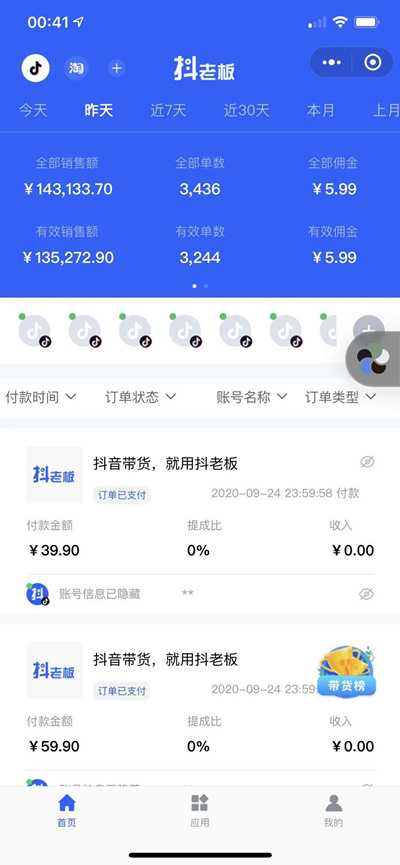 00:41
淘
抖老板
今天 昨天 近7天 近30天 本月 上月
全部销售额 全部单数 全部佣金
￥143,133.70 3,436 ￥5.99
有效销售额 有效单数 有效佣金
￥135,272.90 3,244 ￥5.99
付款时间 订单状态 账号名称 订单类型
抖老板
抖音带货，就用抖老板
订单已支付
2020-09-24 23:59:58 付款
付款金额 提成比 收入
￥39.90 0% ￥0.00
抖 账号信息已隐藏 **
抖老板
抖音带货，就用抖老板
订单已支付
2020-09-24 23:59:
带货榜
付款金额 提成比 收入
￥59.90 0% ￥0.00
首页 应用 我的